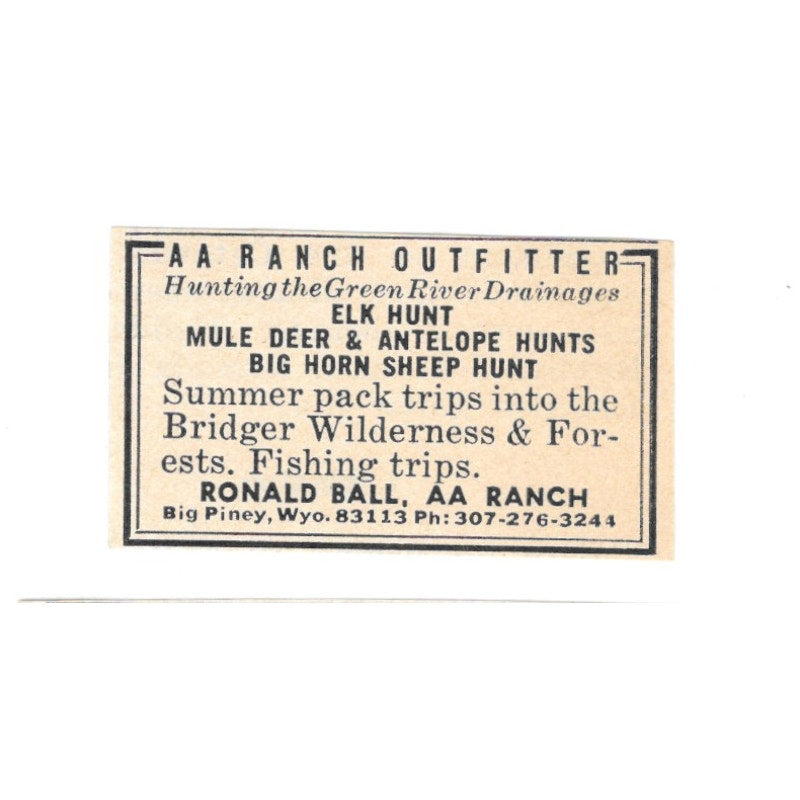 AA RANCH OUTFITTER
Hunting the Green River Drainages
ELK HUNT
MULE DEER & ANTELOPE HUNTS
BIG HORN SHEEP HUNT
Summer pack trips into the
Bridger Wilderness & For-
ests. Fishing trips.
RONALD BALL, AA RANCH
Big Piney, Wyo. 83113 Ph: 307-276-3244